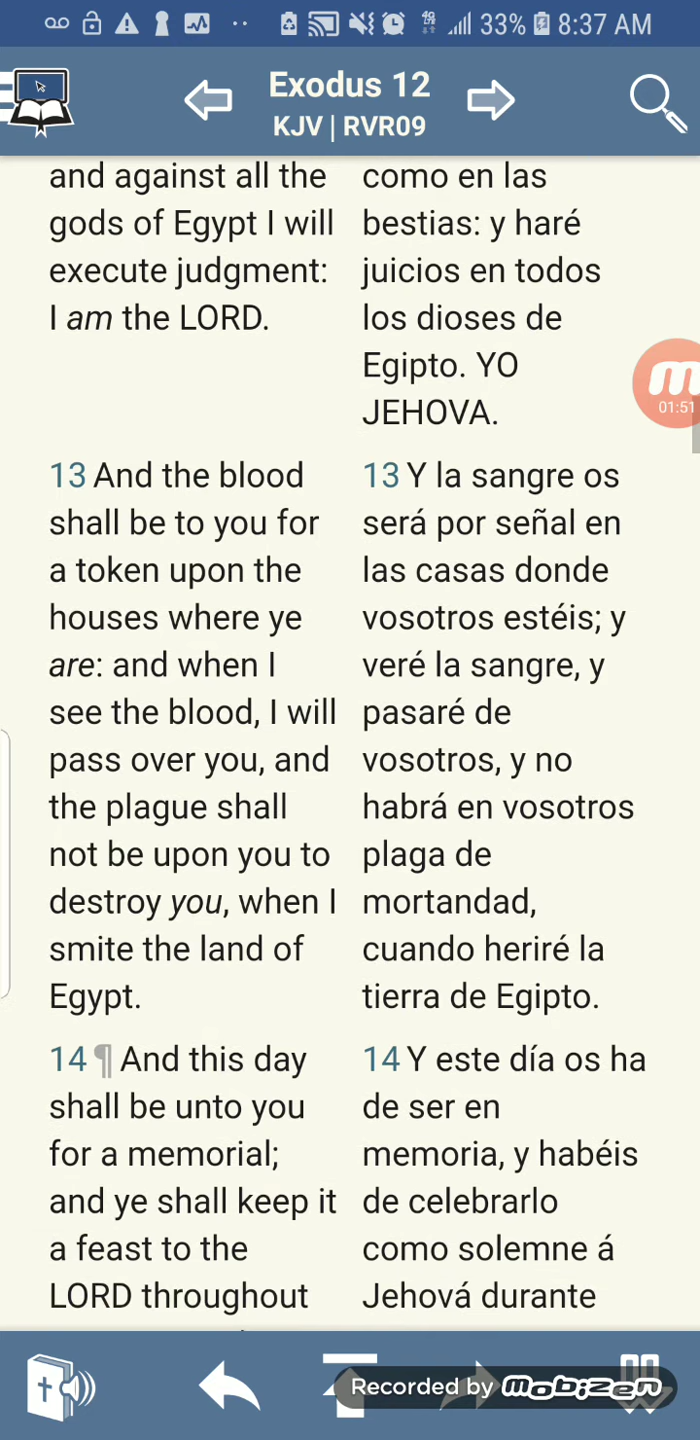 33% 8:37 AM
Exodus 12
KJV | RVR09
and against all the
gods of Egypt I will
execute judgment:
I am the LORD.
como en las
bestias: y haré
juicios en todos
los dioses de
Egipto. YO
JEHOVA.
01:51
13 And the blood
shall be to you for
a token upon the
houses where ye
are: and when I
see the blood, I will
pass over you, and
the plague shall
not be upon you to
destroy you, when I
smite the land of
Egypt.
13 Y la sangre os
será por señal en
las casas donde
vosotros estéis; y
veré la sangre, y
pasaré de
vosotros, y no
habrá en vosotros
plaga de
mortandad,
cuando heriré la
tierra de Egipto.
14 ¶ And this day
shall be unto you
for a memorial;
and ye shall keep it
a feast to the
LORD throughout
14 Y este día os ha
de ser en
memoria, y habéis
de celebrarlo
como solemne á
Jehová durante
Recorded by mobizen